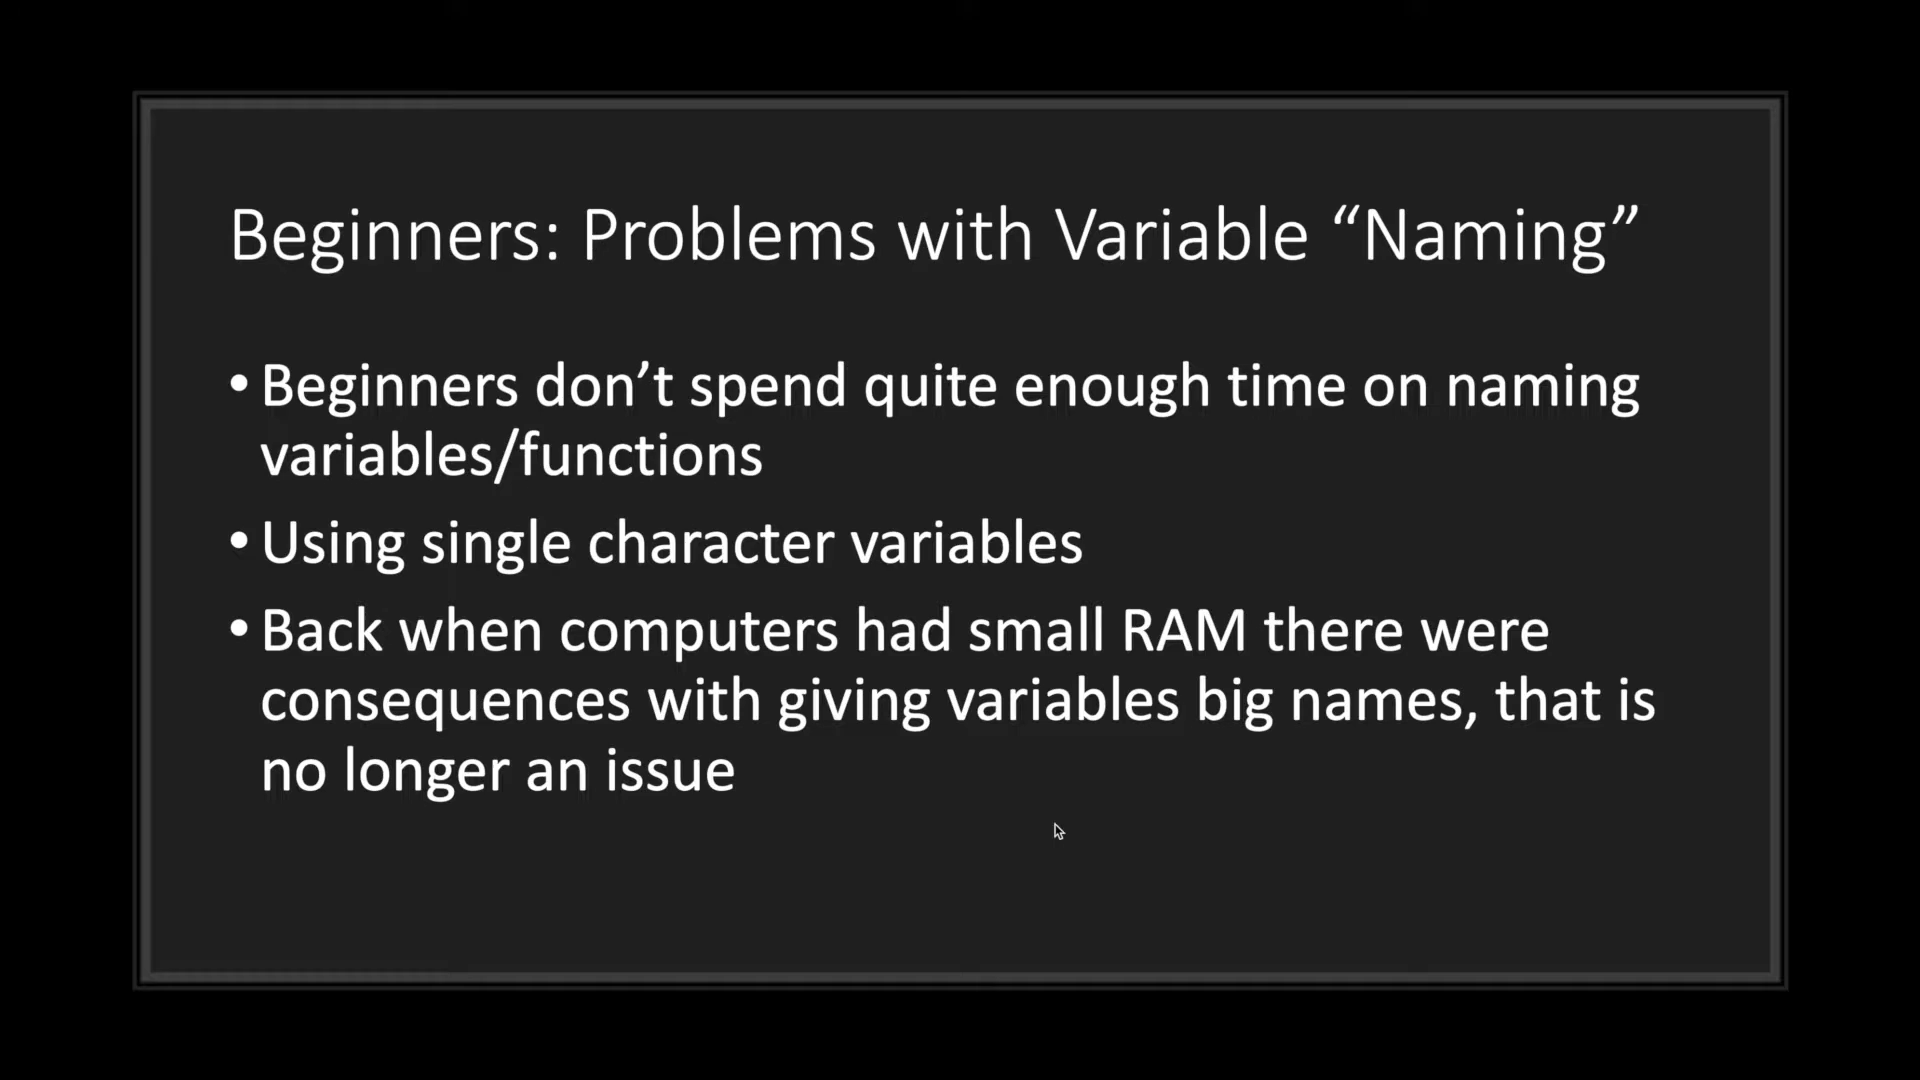 Beginners: Problems with Variable “Naming”
• Beginners don’t spend quite enough time on naming
variables/functions
• Using single character variables
• Back when computers had small RAM there were
consequences with giving variables big names, that is
no longer an issue